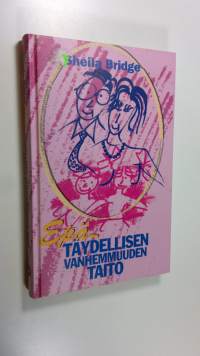 Sheila Bridge
Epä-
TÄYDELLISEN
VANHEMMUUDEN
TAITO